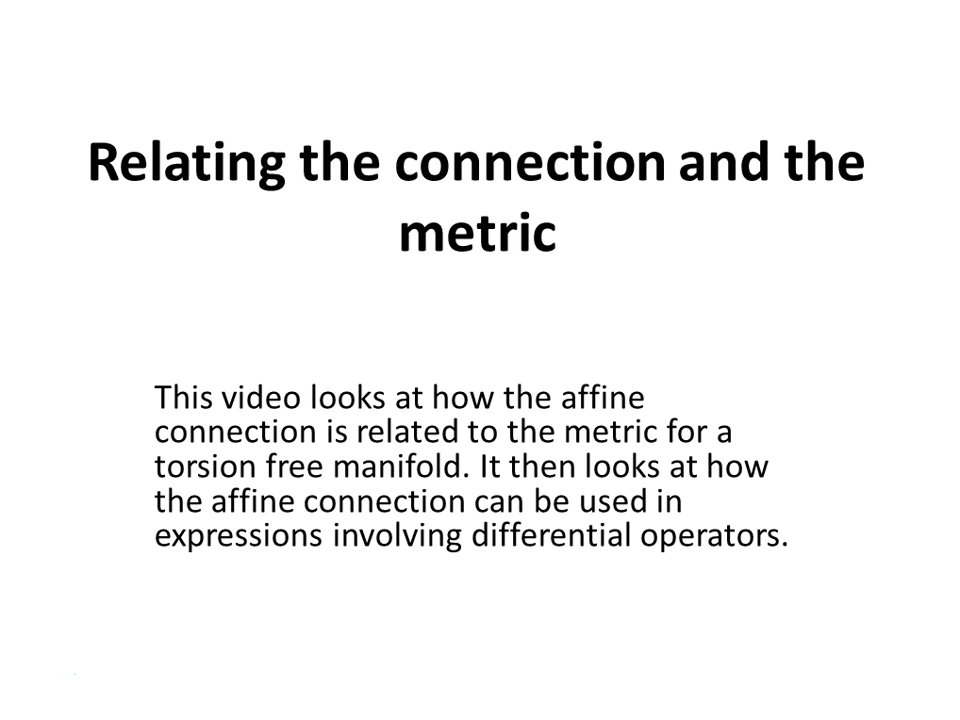 Relating the connection and the
metric
This video looks at how the affine
connection is related to the metric for a
torsion free manifold. It then looks at how
the affine connection can be used in
expressions involving differential operators.